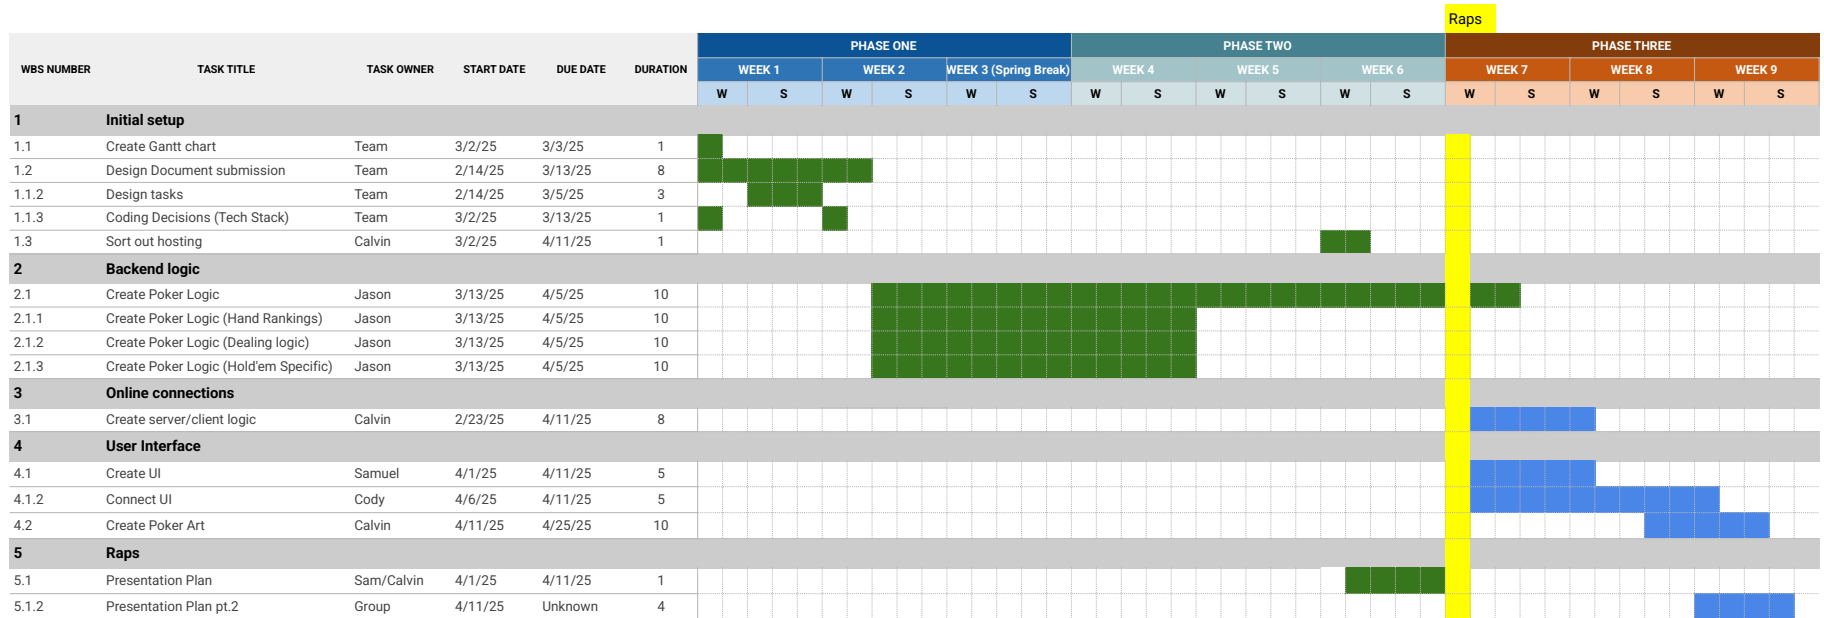 Raps
PHASE ONE PHASE TWO PHASE THREE
WBS NUMBER TASK TITLE TASK OWNER START DATE DUE DATE DURATION WEEK 1 WEEK 2 WEEK 3 (Spring Break) WEEK 4 WEEK 5 WEEK 6 WEEK 7 WEEK 8 WEEK 9
W S W S W S W S W S W S W S W S W S
1 Initial setup
1.1 Create Gantt chart Team 3/2/25 3/3/25 1
1.2 Design Document submission Team 2/14/25 3/13/25 8
1.1.2 Design tasks Team 2/14/25 3/5/25 3
1.1.3 Coding Decisions (Tech Stack) Team 3/2/25 3/13/25 1
1.3 Sort out hosting Calvin 3/2/25 4/11/25 1
2 Backend logic
2.1 Create Poker Logic Jason 3/13/25 4/5/25 10
2.1.1 Create Poker Logic (Hand Rankings) Jason 3/13/25 4/5/25 10
2.1.2 Create Poker Logic (Dealing logic) Jason 3/13/25 4/5/25 10
2.1.3 Create Poker Logic (Hold'em Specific) Jason 3/13/25 4/5/25 10
3 Online connections
3.1 Create server/client logic Calvin 2/23/25 4/11/25 8
4 User Interface
4.1 Create UI Samuel 4/1/25 4/11/25 5
4.1.2 Connect UI Cody 4/6/25 4/11/25 5
4.2 Create Poker Art Calvin 4/11/25 4/25/25 10
5 Raps
5.1 Presentation Plan Sam/Calvin 4/1/25 4/11/25 1
5.1.2 Presentation Plan pt.2 Group 4/11/25 Unknown 4